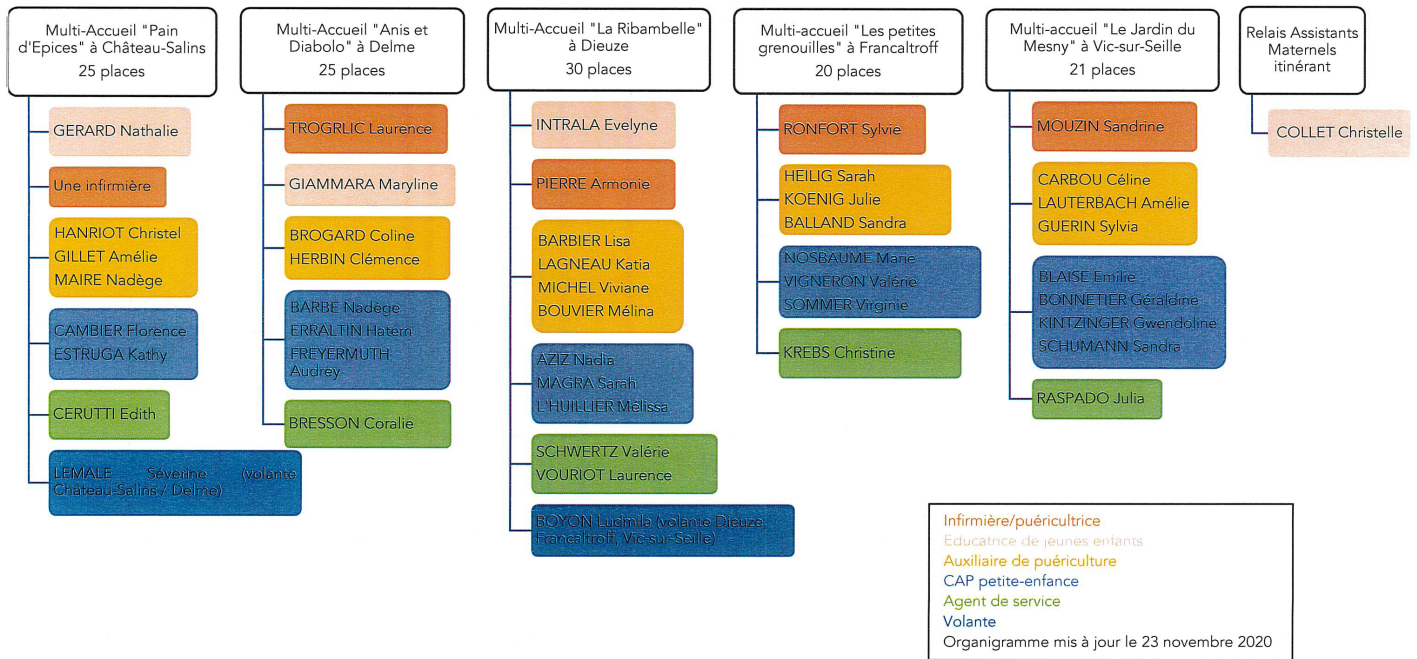 Multi-Accueil "Pain
d'Epices" à Château-Salins
25 places
GERARD Nathalie
Une infirmière
HANRIOT Christel
GILLET Amélie
MAIRE Nadège
CAMBIER Florence
ESTRUGA Kathy
CERUTTI Edith
LEMALE Séverine (volante
Château-Salins / Delme)
Multi-Accueil "Anis et
Diabolo" à Delme
25 places
TROGRLIC Laurence
GIAMMARA Maryline
BROGARD Coline
HERBIN Clémence
BARBE Nadège
ERRALTIN Hatern
FREYERMUTH
Audrey
BRESSON Coralie
Multi-Accueil "La Ribambelle"
à Dieuze
30 places
INTRALA Evelyne
PIERRE Armonie
BARBIER Lisa
LAGNEAU Katia
MICHEL Viviane
BOUVIER Mélina
AZIZ Nadia
MAGRA Sarah
L'HUILLIER Mélissa
SCHWERTZ Valérie
VOURIOT Laurence
BOYON Ludmila (volante Dieuze,
Francaltroff, Vic-sur-Seille)
Multi-accueil "Les petites
grenouilles" à Francaltroff
20 places
RONFORT Sylvie
HEILIG Sarah
KOENIG Julie
BALLAND Sandra
NOSBAUME Marie
VIGNERON Valérie
SOMMER Virginie
KREBS Christine
Multi-accueil "Le Jardin du
Mesny" à Vic-sur-Seille
21 places
MOUZIN Sandrine
CARBOU Céline
LAUTERBACH Amélie
GUERIN Sylvia
BLAISE Emilie
BONNETIER Géraldine
KINTZINGER Gwendoline
SCHUMANN Sandra
RASPADO Julia
Relais Assistants
Maternels
itinérant
COLLET Christelle
Infirmière/puéricultrice
Educatrice de jeunes enfants
Auxiliaire de puériculture
CAP petite-enfance
Agent de service
Volante
Organigramme mis à jour le 23 novembre 2020